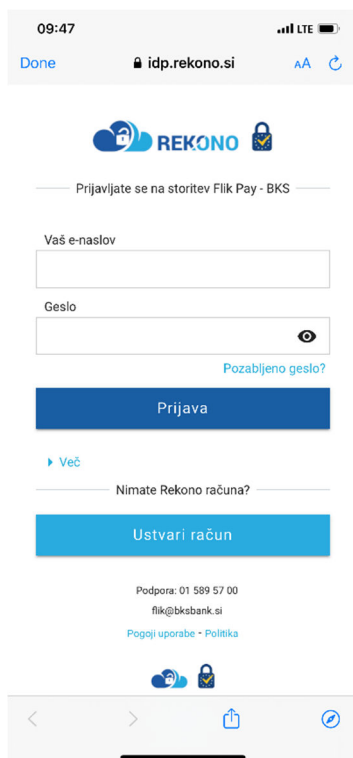 09:47
LTE
Done
idp.rekono.si
AA
REKONO
Prijavljate se na storitev Flik Pay - BKS
Vaš e-naslov
Geslo
Pozabljeno geslo?
Prijava
Več
Nimate Rekono računa?
Ustvari račun
Podpora: 01 589 57 00
flik@bksbank.si
Pogoji uporabe - Politika